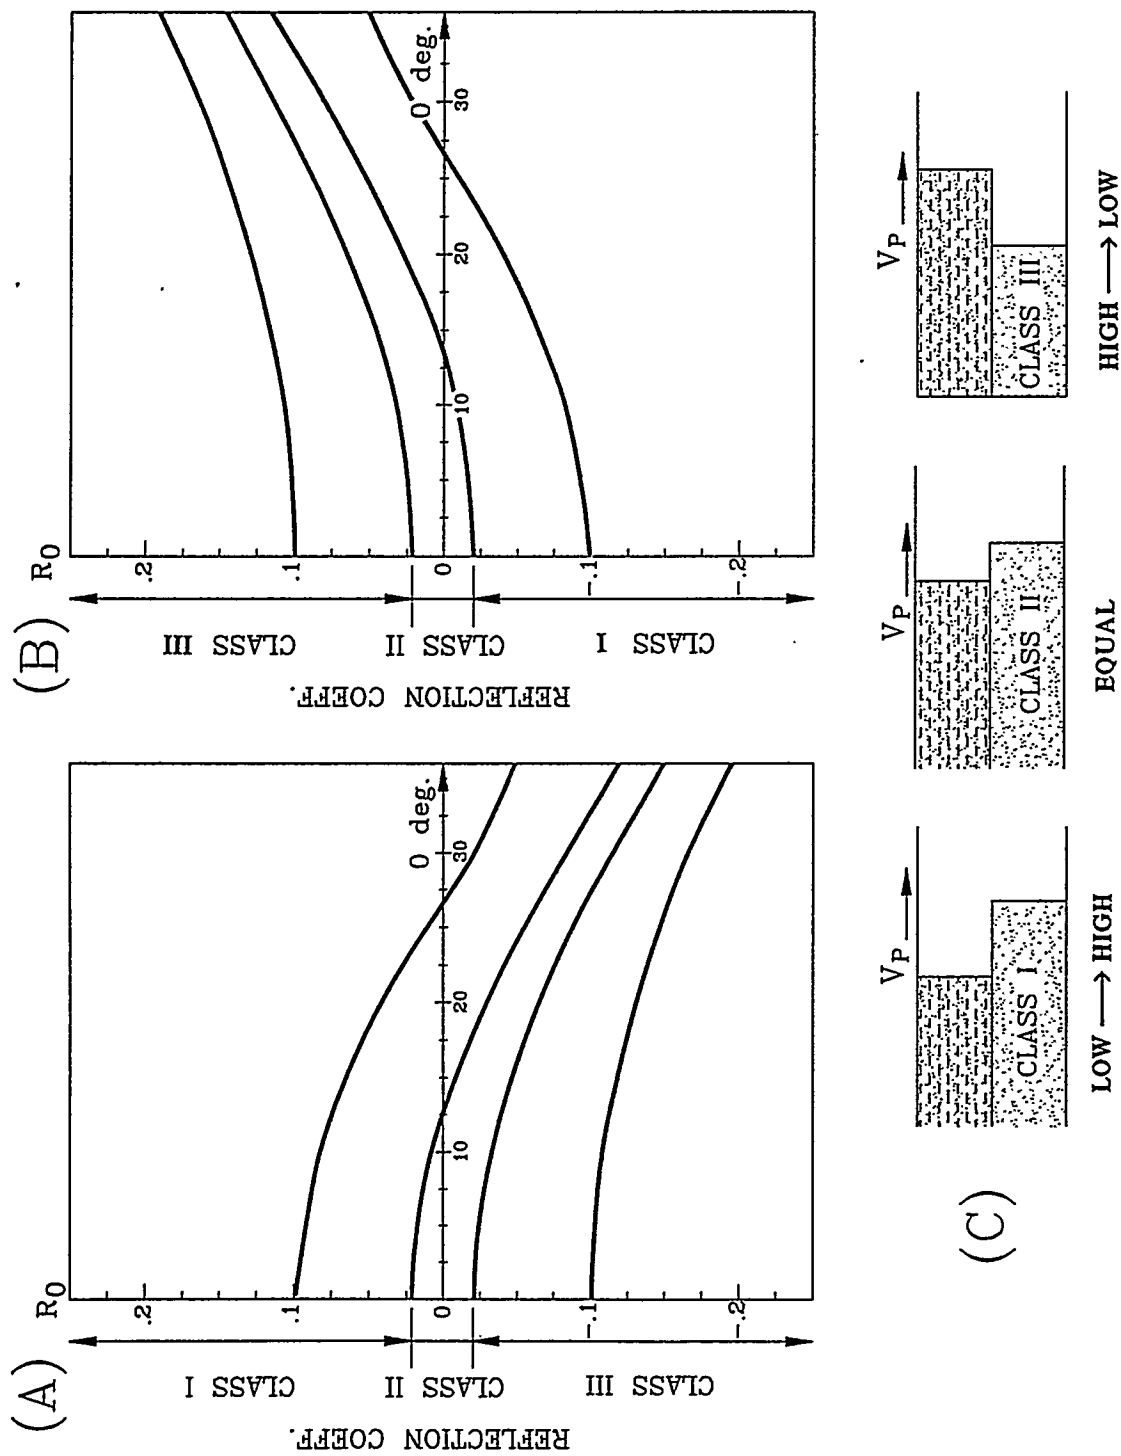 (A)
REFLECTION COEFF.
CLASS I
CLASS II
CLASS III
R0
.2
.1
0
-.1
-.2
10
20
30
0 deg.
(B)
REFLECTION COEFF.
CLASS III
CLASS II
CLASS I
R0
.2
.1
0
-.1
-.2
10
20
30
0 deg.
(C)
VP
CLASS I
LOW → HIGH
VP
CLASS II
EQUAL
VP
CLASS III
HIGH → LOW